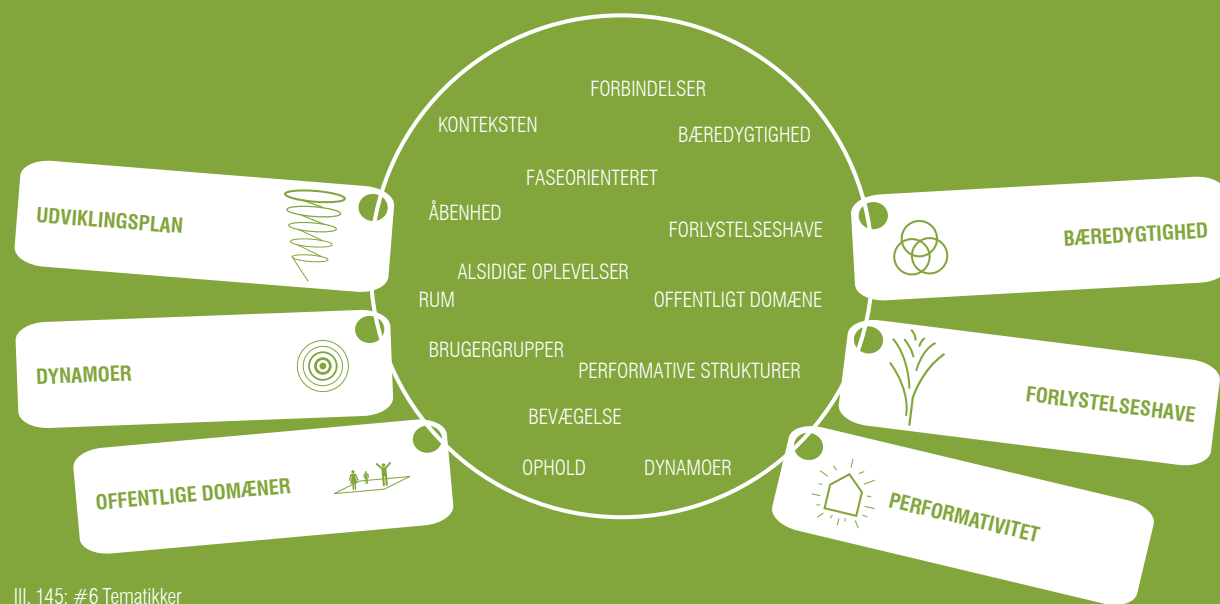 FORBINDELSER
KONTEKSTEN
BÆREDYGTIGHED
FASEORIENTERET
ÅBENHED
FORLYSTELSESHAVE
ALSIDIGE OPLEVELSER
RUM
OFFENTLIGT DOMÆNE
BRUGERGRUPPER
PERFORMATIVE STRUKTURER
BEVÆGELSE
OPHOLD
DYNAMOER
UDVIKLINGSPLAN
DYNAMOER
OFFENTLIGE DOMÆNER
BÆREDYGTIGHED
FORLYSTELSESHAVE
PERFORMATIVITET
Ill. 145: #6 Tematikker